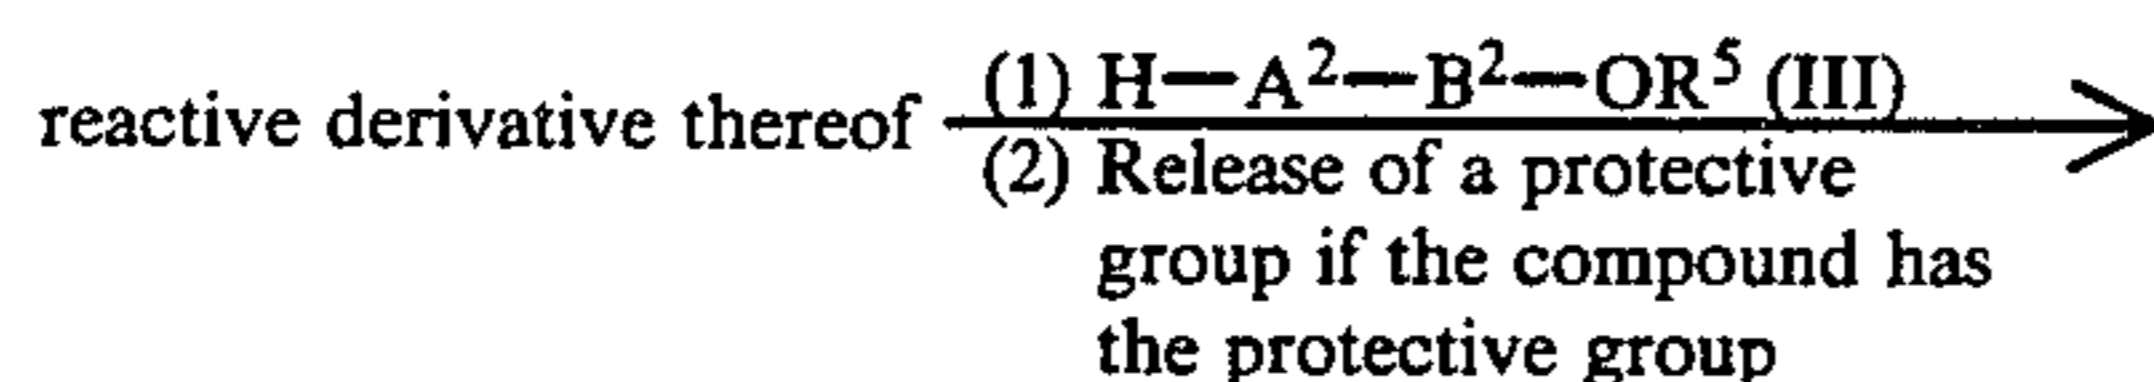 (1) H—A²—B²—OR⁵ (III)
reactive derivative thereof
(2) Release of a protective
group if the compound has
the protective group